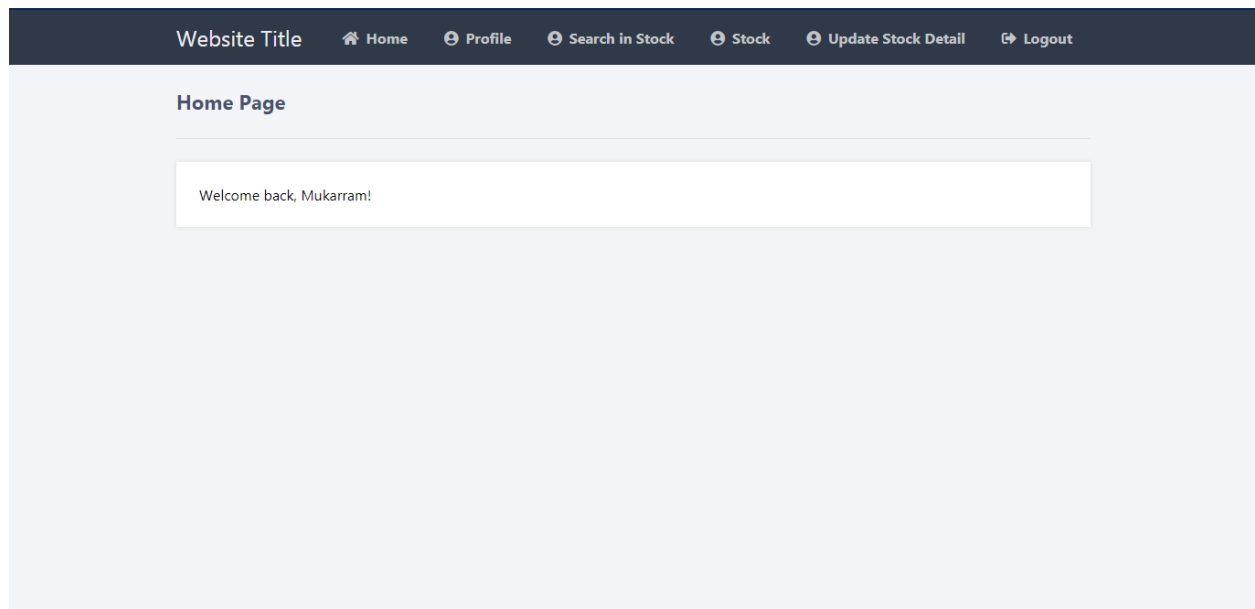 Website Title Home Profile Search in Stock Stock Update Stock Detail Logout
Home Page
Welcome back, Mukarram!